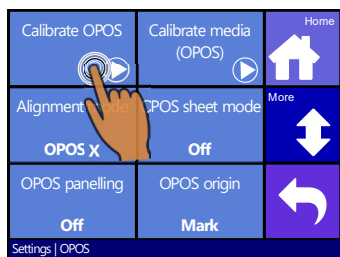 Calibrate OPOS
Calibrate media
(OPOS)
Home
Alignment
OPOS sheet mode
More
OPOS X
Off
OPOS panelling
OPOS origin
Off
Mark
Settings | OPOS